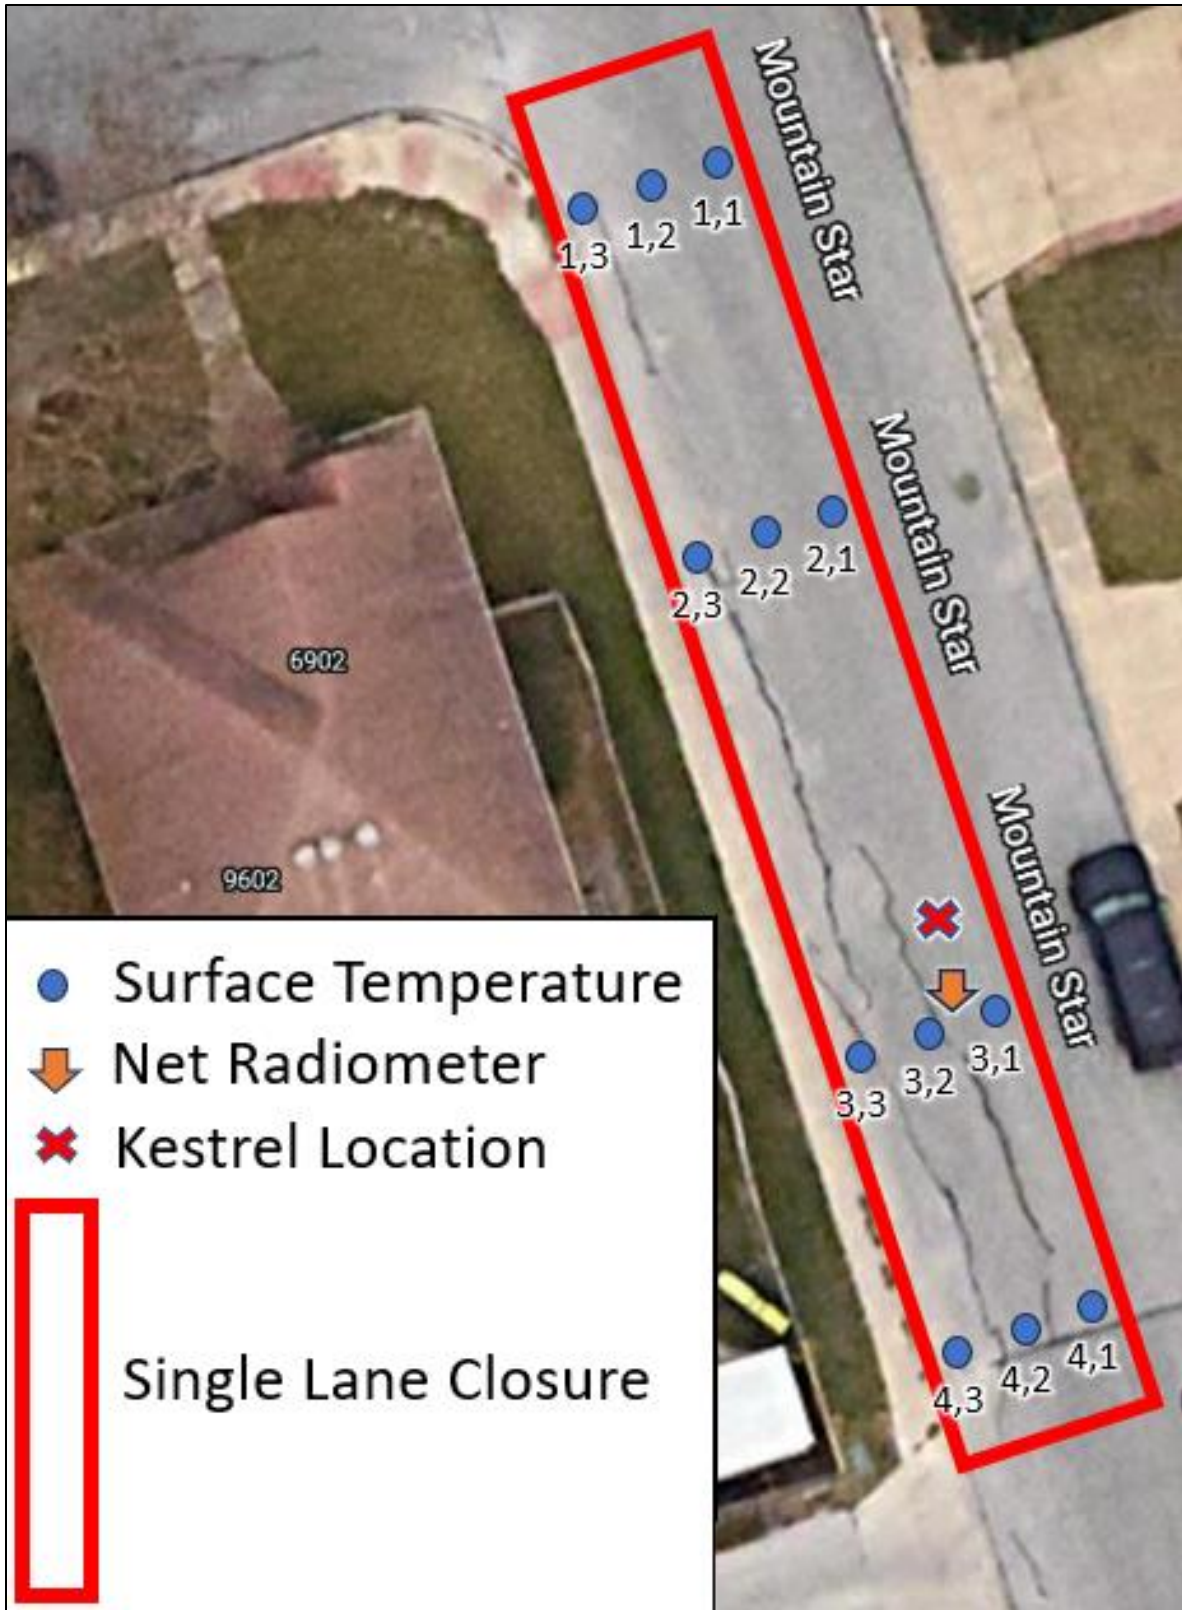 Mountain Star
1,3
1,2
1,1
Mountain Star
2,3
2,2
2,1
6902
Mountain Star
9602
3,3
3,2
3,1
4,3
4,2
4,1
Surface Temperature
Net Radiometer
Kestrel Location
Single Lane Closure